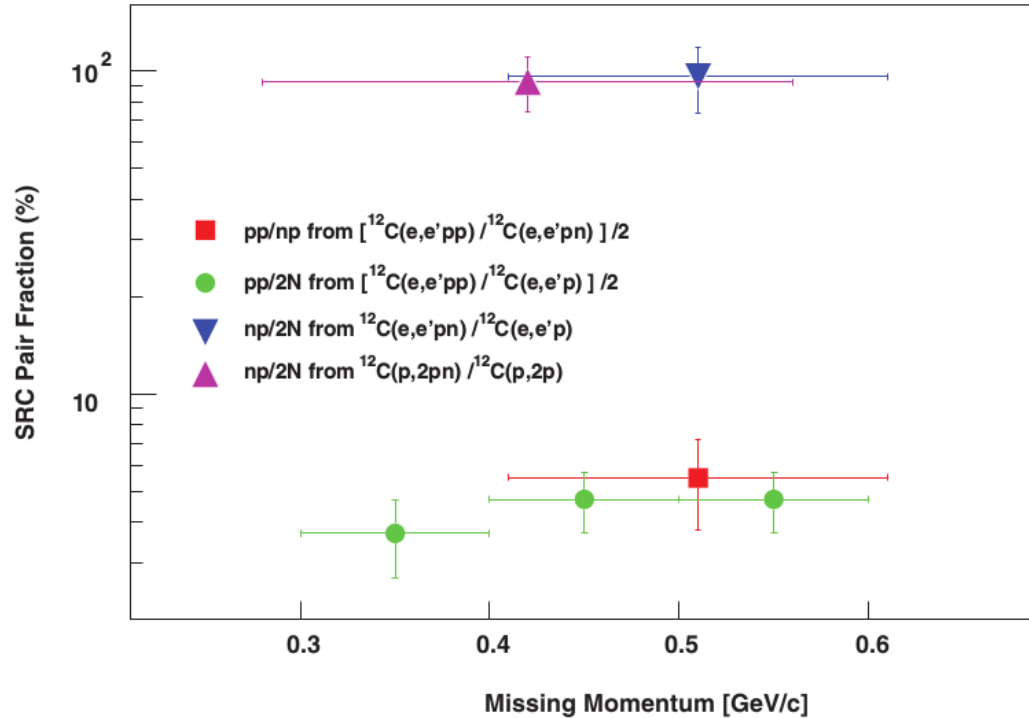 SRC Pair Fraction (%)
10²
10
pp/np from [¹²C(e,e'pp) /¹²C(e,e'pn) ] /2
pp/2N from [¹²C(e,e'pp) /¹²C(e,e'p) ] /2
np/2N from ¹²C(e,e'pn) /¹²C(e,e'p)
np/2N from ¹²C(p,2pn) /¹²C(p,2p)
0.3 0.4 0.5 0.6
Missing Momentum [GeV/c]